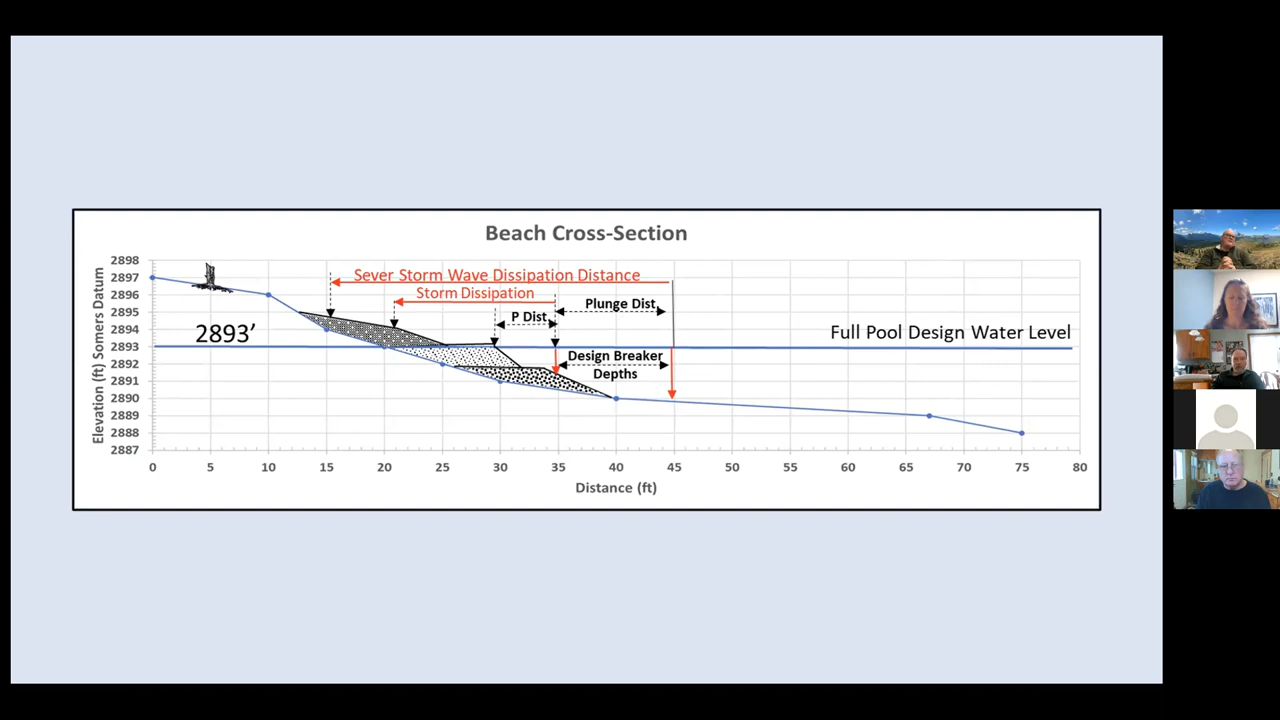 Beach Cross-Section
Elevation (ft) Somers Datum
2898
2897
2896
2895
2894
2893
2892
2891
2890
2889
2888
2887
Sever Storm Wave Dissipation Distance
Storm Dissipation
Plunge Dist.
P Dist
2893’
Full Pool Design Water Level
Design Breaker
Depths
0 5 10 15 20 25 30 35 40 45 50 55 60 65 70 75 80
Distance (ft)